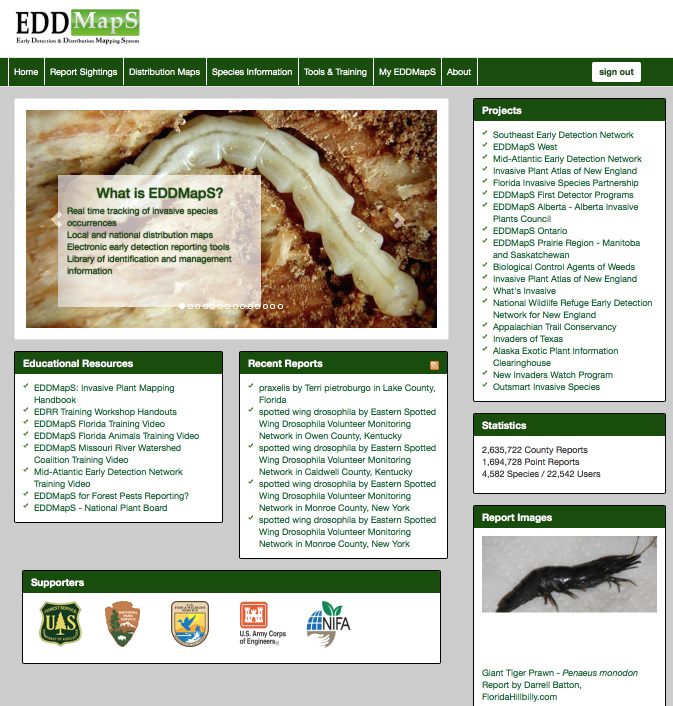 EDDMapS
Early Detection & Distribution Mapping System
Home
Report Sightings
Distribution Maps
Species Information
Tools & Training
My EDDMapS
About
sign out
What is EDDMapS?
Real time tracking of invasive species
occurrences
Local and national distribution maps
Electronic early detection reporting tools
Library of identification and management
information
Educational Resources
EDDMapS: Invasive Plant Mapping
Handbook
EDRR Training Workshop Handouts
EDDMapS Florida Training Video
EDDMapS Florida Animals Training Video
EDDMapS Missouri River Watershed
Coalition Training Video
Mid-Atlantic Early Detection Network
Training Video
EDDMapS for Forest Pests Reporting?
EDDMapS - National Plant Board
Recent Reports
praxelis by Terri pietroburgo in Lake County,
Florida
spotted wing drosophila by Eastern Spotted
Wing Drosophila Volunteer Monitoring
Network in Owen County, Kentucky
spotted wing drosophila by Eastern Spotted
Wing Drosophila Volunteer Monitoring
Network in Caldwell County, Kentucky
spotted wing drosophila by Eastern Spotted
Wing Drosophila Volunteer Monitoring
Network in Monroe County, New York
spotted wing drosophila by Eastern Spotted
Wing Drosophila Volunteer Monitoring
Network in Monroe County, New York
Supporters
FOREST SERVICE
UAS
DEPARTMENT OF AGRICULTURE
NATIONAL
PARK
SERVICE
U.S.
FISH & WILDLIFE
SERVICE
U.S. Army Corps
of Engineers®
NIFA
Projects
Southeast Early Detection Network
EDDMapS West
Mid-Atlantic Early Detection Network
Invasive Plant Atlas of New England
Florida Invasive Species Partnership
EDDMapS First Detector Programs
EDDMapS Alberta - Alberta Invasive
Plants Council
EDDMapS Ontario
EDDMapS Prairie Region - Manitoba
and Saskatchewan
Biological Control Agents of Weeds
Invasive Plant Atlas of New England
What's Invasive
National Wildlife Refuge Early Detection
Network for New England
Appalachian Trail Conservancy
Invaders of Texas
Alaska Exotic Plant Information
Clearinghouse
New Invaders Watch Program
Outsmart Invasive Species
Statistics
2,635,722 County Reports
1,694,728 Point Reports
4,582 Species / 22,542 Users
Report Images
Giant Tiger Prawn - Penaeus monodon
Report by Darrell Batton,
FloridaHillbilly.com